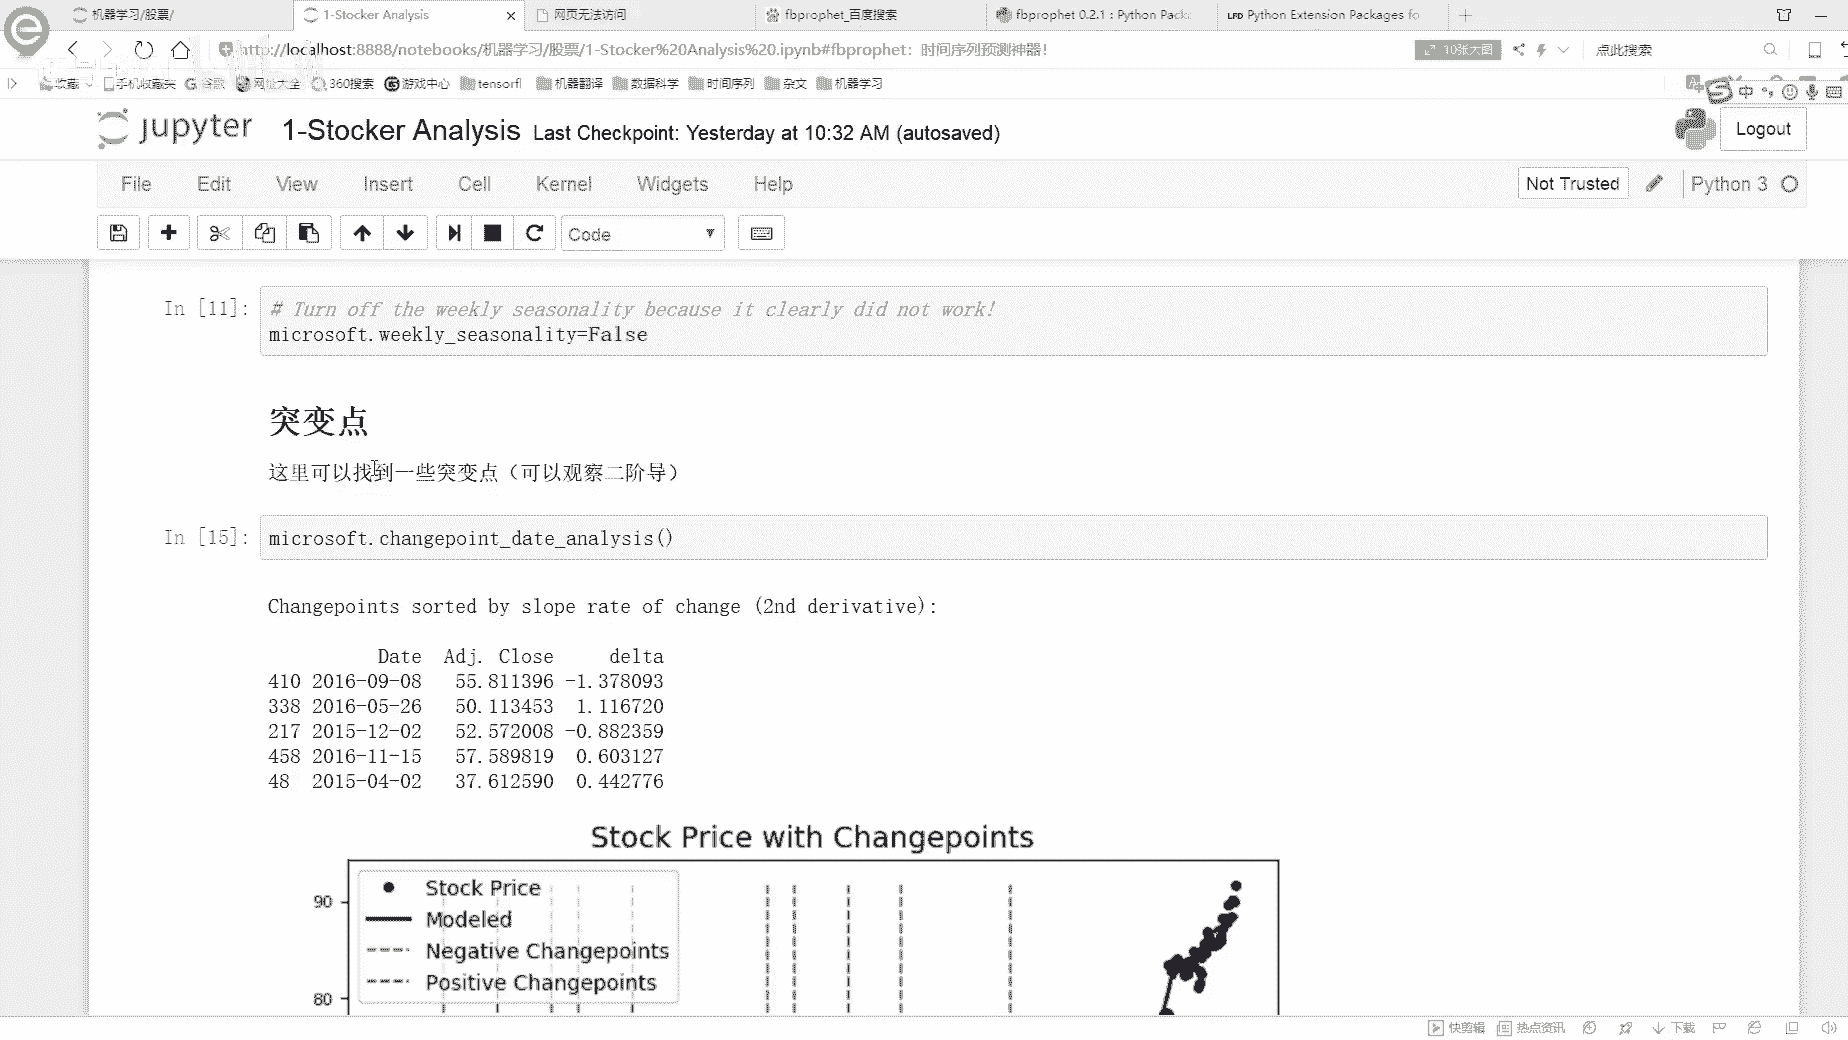 机器学习/股票/
1-Stocker Analysis
网页无法访问
fbprophet_百度搜索
fbprophet 0.2.1 : Python Packa
LFD Python Extension Packages fo
http://localhost:8888/notebooks/机器学习/股票/1-Stocker%20Analysis%20.ipynb#fbprophet：时间序列预测神器！
10张大图
点此搜索
收藏
手机收藏夹
谷歌
网址大全
360搜索
游戏中心
tensorfl
机器翻译
数据科学
时间序列
杂文
机器学习
中
jupyter
1-Stocker Analysis
Last Checkpoint: Yesterday at 10:32 AM (autosaved)
Logout
File Edit View Insert Cell Kernel Widgets Help
Not Trusted
Python 3
Code
In [11]:
# Turn off the weekly seasonality because it clearly did not work!
microsoft.weekly_seasonality=False
突变点
这里可以找到一些突变点（可以观察二阶导）
In [15]:
microsoft.changepoint_date_analysis()
Changepoints sorted by slope rate of change (2nd derivative):
Date Adj. Close delta
410 2016-09-08 55.811396 -1.378093
338 2016-05-26 50.113453 1.116720
217 2015-12-02 52.572008 -0.882359
458 2016-11-15 57.589819 0.603127
48 2015-04-02 37.612590 0.442776
Stock Price with Changepoints
Stock Price
Modeled
Negative Changepoints
Positive Changepoints
90
80
快剪辑
热点资讯
下载